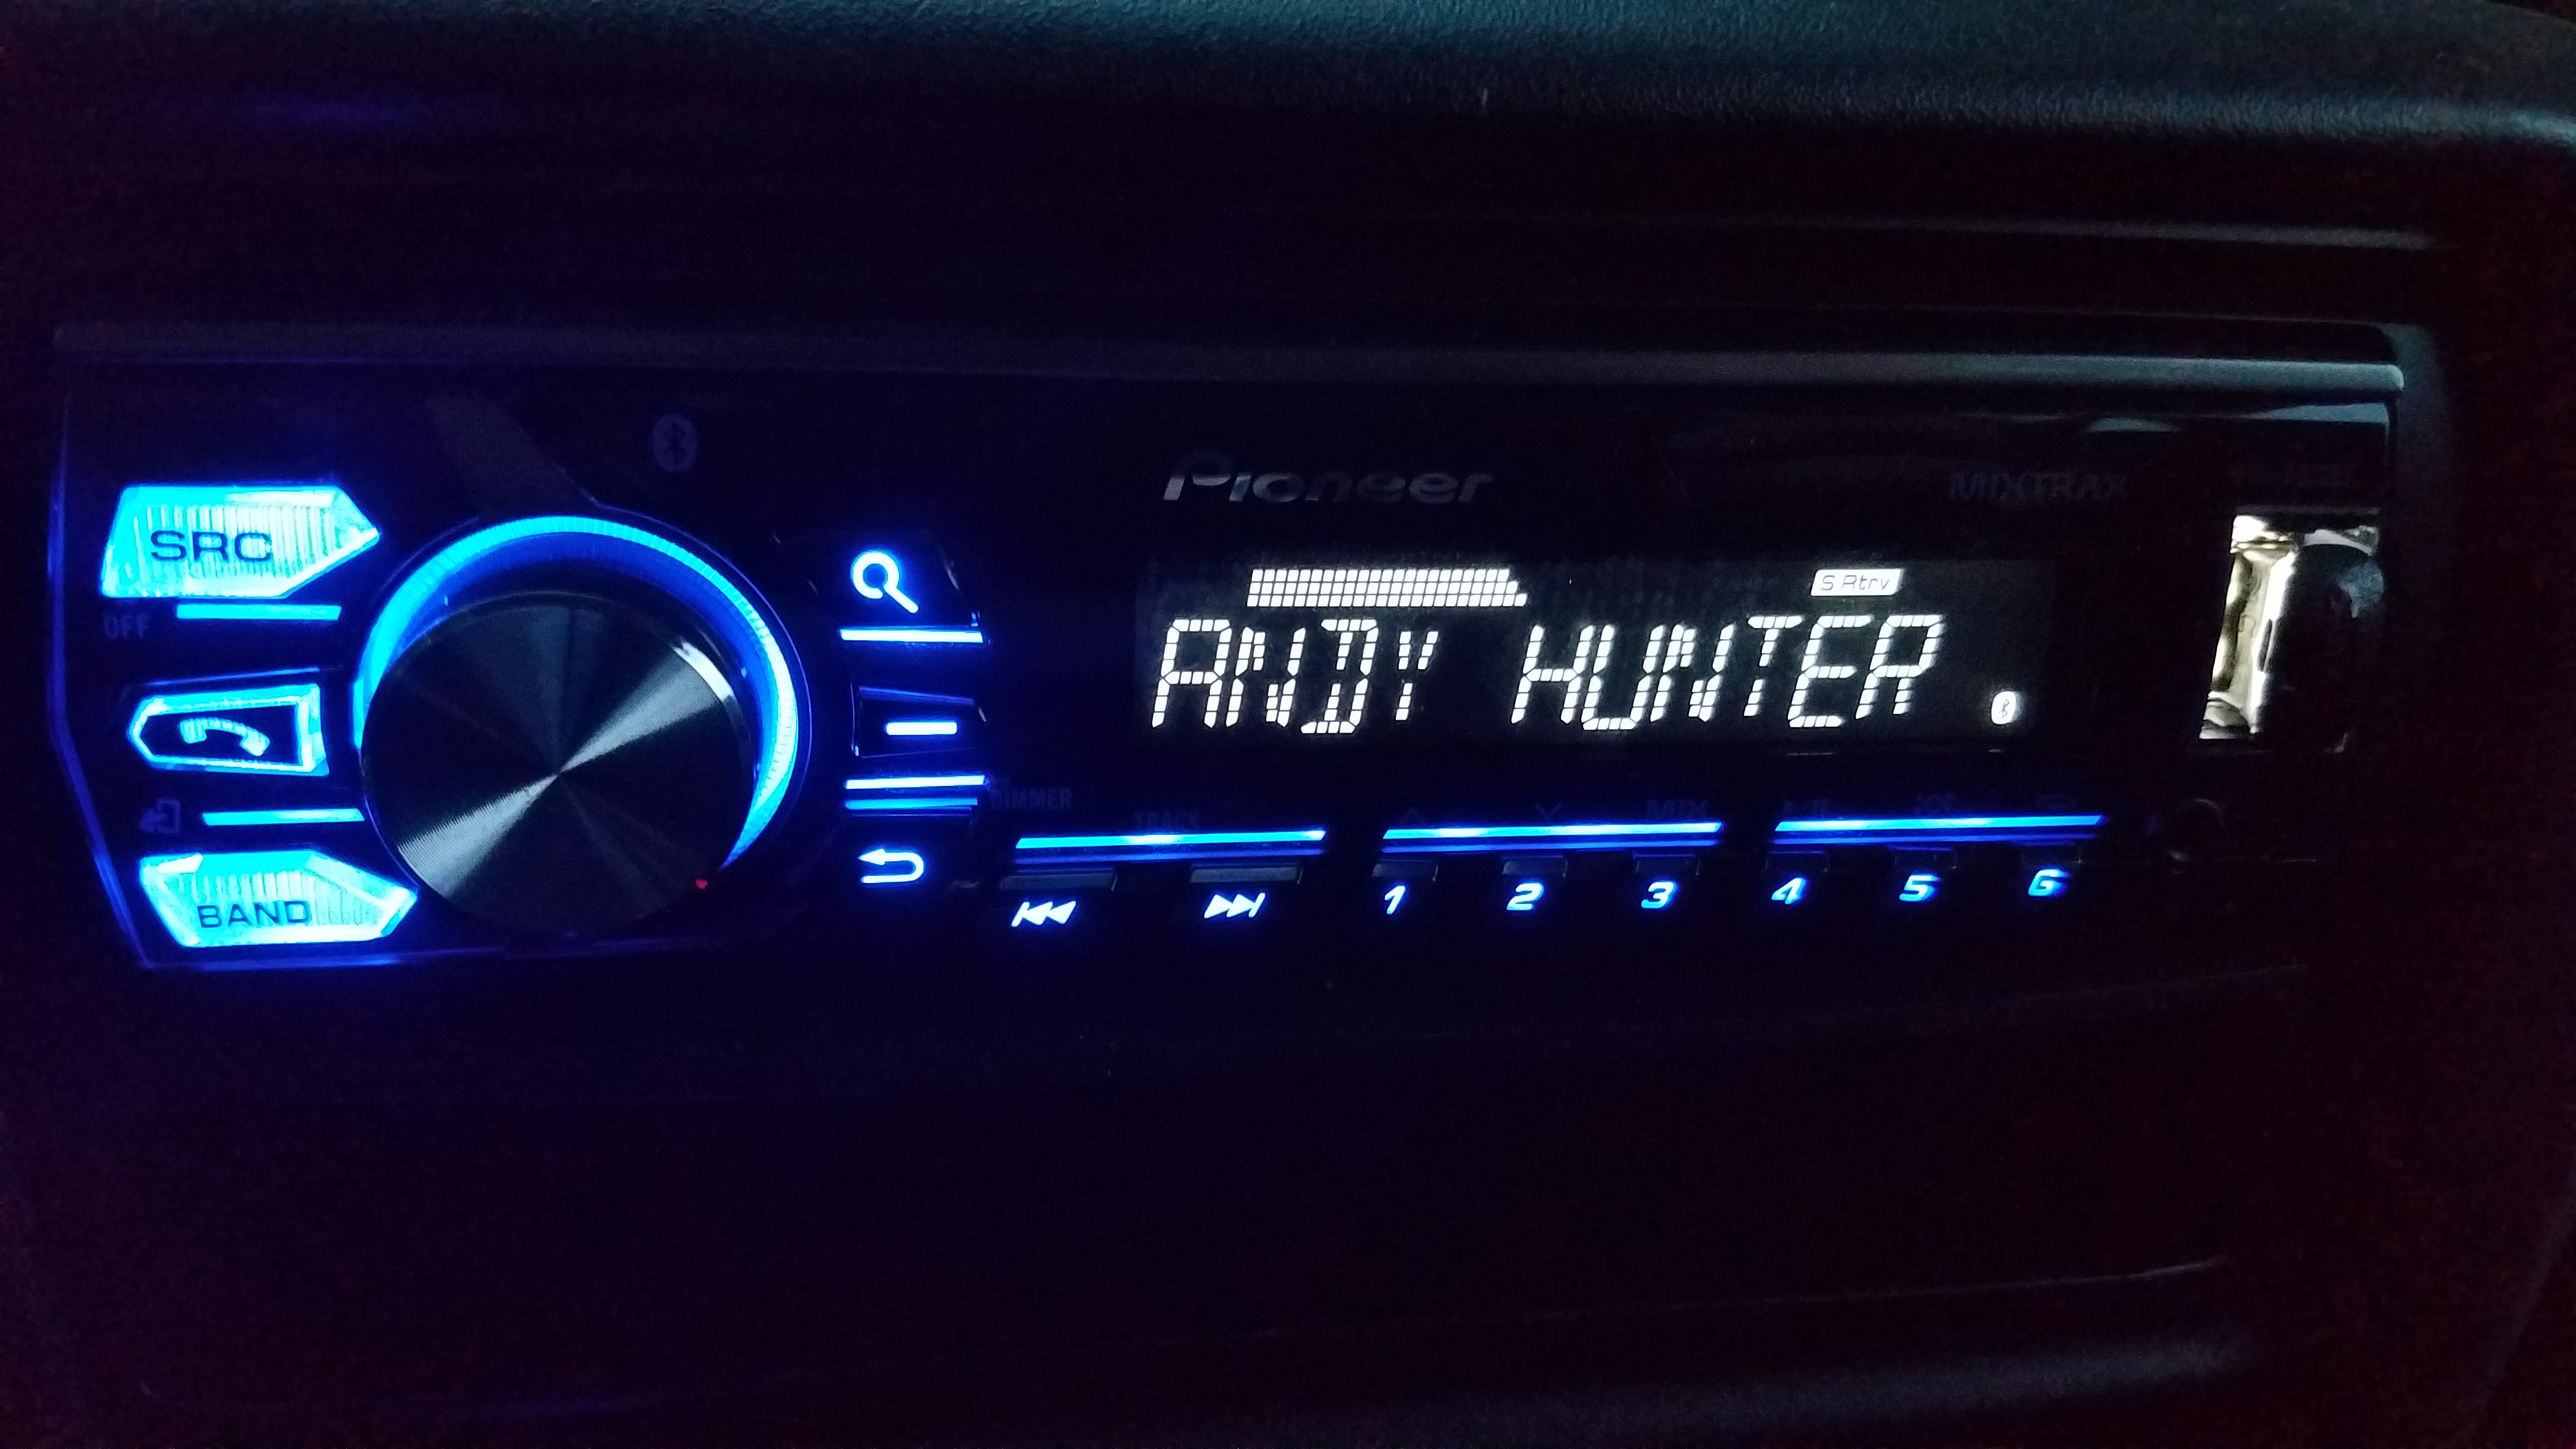 Pioneer
MIXTRAX
SRC
S Rtrv
OFF
ANDY HUNTER
DIMMER
TRACK
MIX
BAND
1 2 3 4 5 6